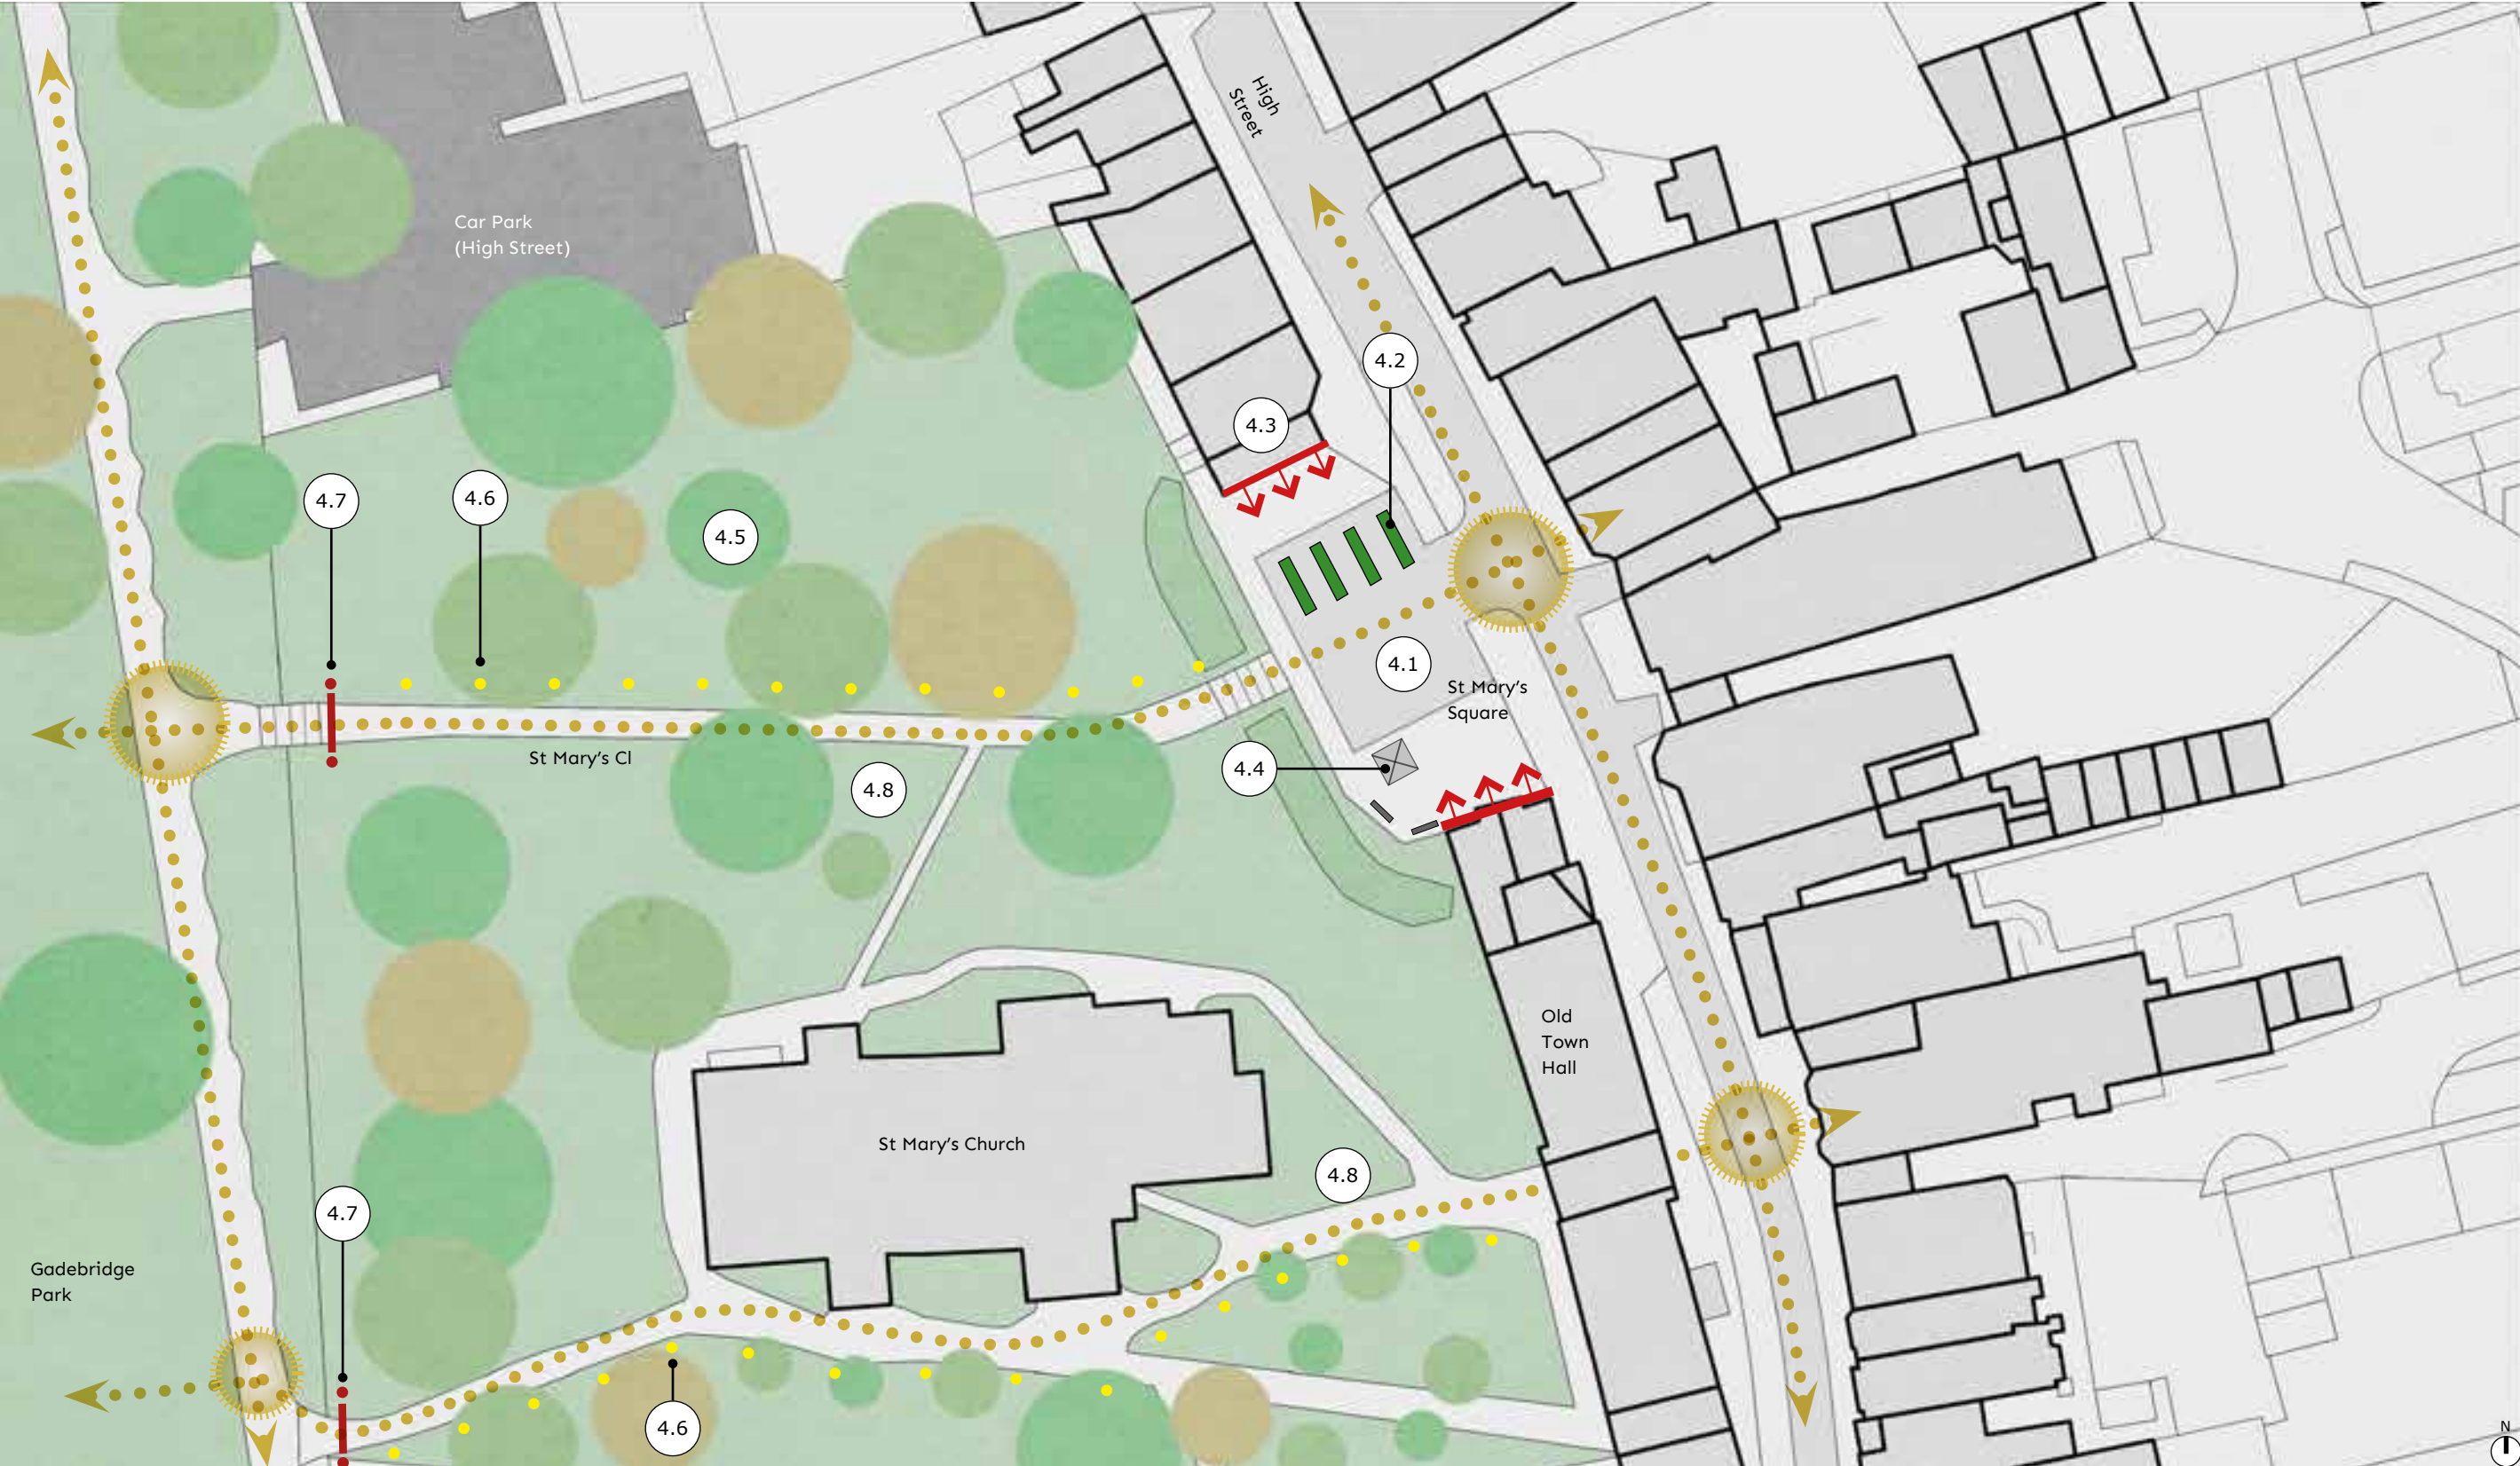 High
Street
Car Park
(High Street)
4.2
4.3
4.7
4.6
4.5
4.1
St Mary's
Square
St Mary's Cl
4.4
4.8
Old
Town
Hall
St Mary's Church
4.8
4.7
Gadebridge
Park
4.6
N